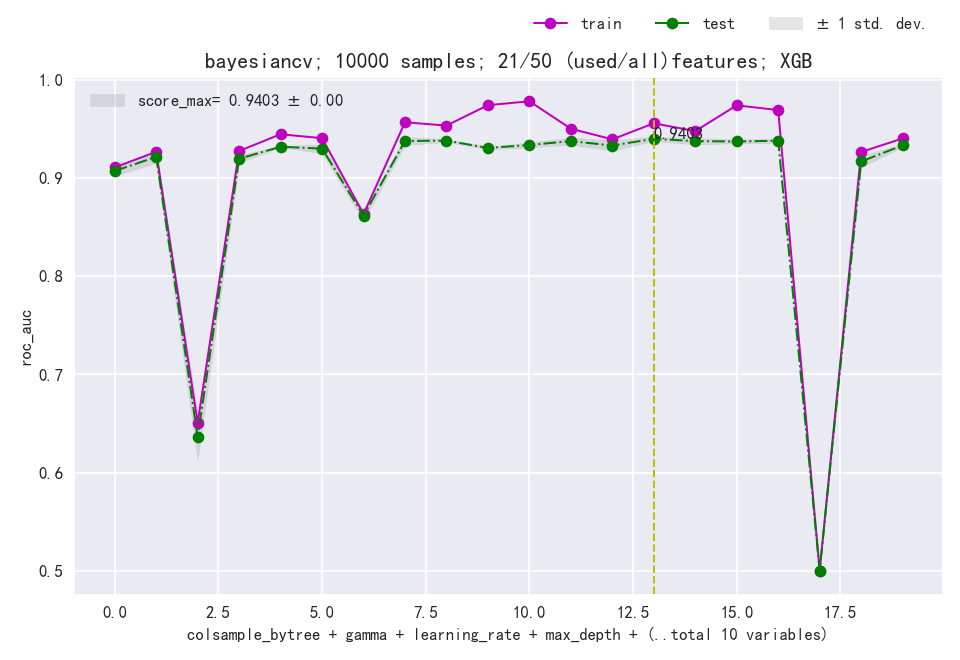 train test ± 1 std. dev.
bayesiancv; 10000 samples; 21/50 (used/all)features; XGB
score_max= 0.9403 ± 0.00
0.9403
1.0
0.9
0.8
0.7
0.6
0.5
roc_auc
0.0 2.5 5.0 7.5 10.0 12.5 15.0 17.5
colsample_bytree + gamma + learning_rate + max_depth + (..total 10 variables)